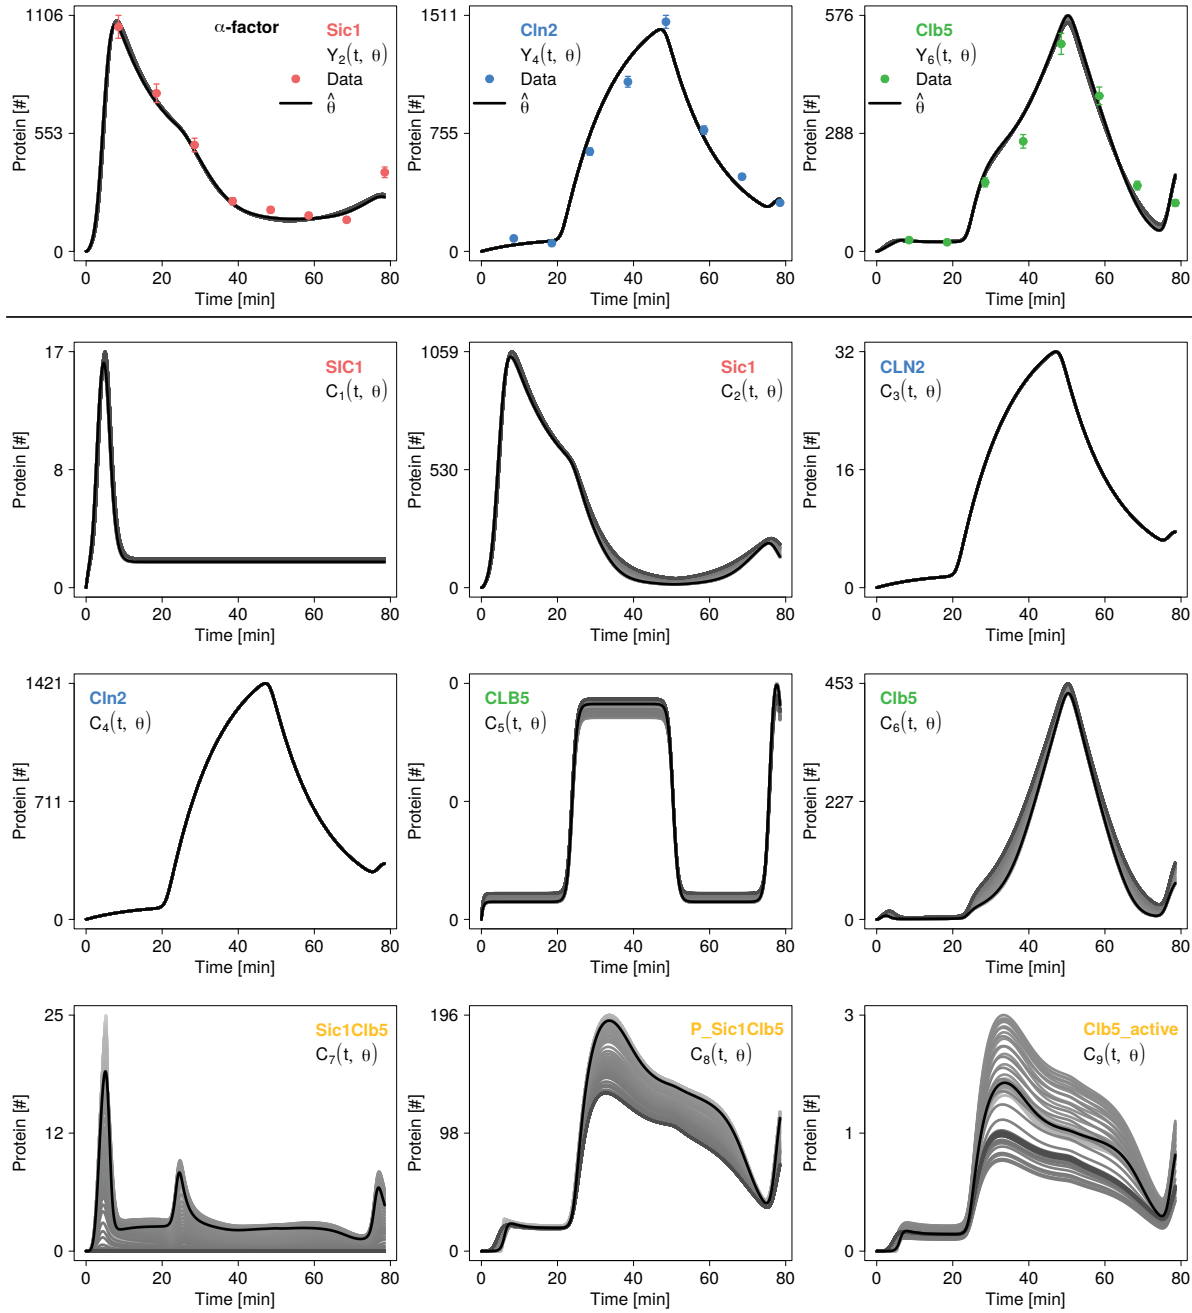 α-factor
Sic1
Y2(t, θ)
Data
θ̂
Protein [#]
1106
553
0
0 20 40 60 80
Time [min]
Cln2
Y4(t, θ)
Data
θ̂
Protein [#]
1511
755
0
0 20 40 60 80
Time [min]
Clb5
Y6(t, θ)
Data
θ̂
Protein [#]
576
288
0
0 20 40 60 80
Time [min]
SIC1
C1(t, θ)
Protein [#]
17
8
0
0 20 40 60 80
Time [min]
Sic1
C2(t, θ)
Protein [#]
1059
530
0
0 20 40 60 80
Time [min]
CLN2
C3(t, θ)
Protein [#]
32
16
0
0 20 40 60 80
Time [min]
Cln2
C4(t, θ)
Protein [#]
1421
711
0
0 20 40 60 80
Time [min]
CLB5
C5(t, θ)
Protein [#]
0
0
0
0 20 40 60 80
Time [min]
Clb5
C6(t, θ)
Protein [#]
453
227
0
0 20 40 60 80
Time [min]
Sic1Clb5
C7(t, θ)
Protein [#]
25
12
0
0 20 40 60 80
Time [min]
P_Sic1Clb5
C8(t, θ)
Protein [#]
196
98
0
0 20 40 60 80
Time [min]
Clb5_active
C9(t, θ)
Protein [#]
3
1
0
0 20 40 60 80
Time [min]